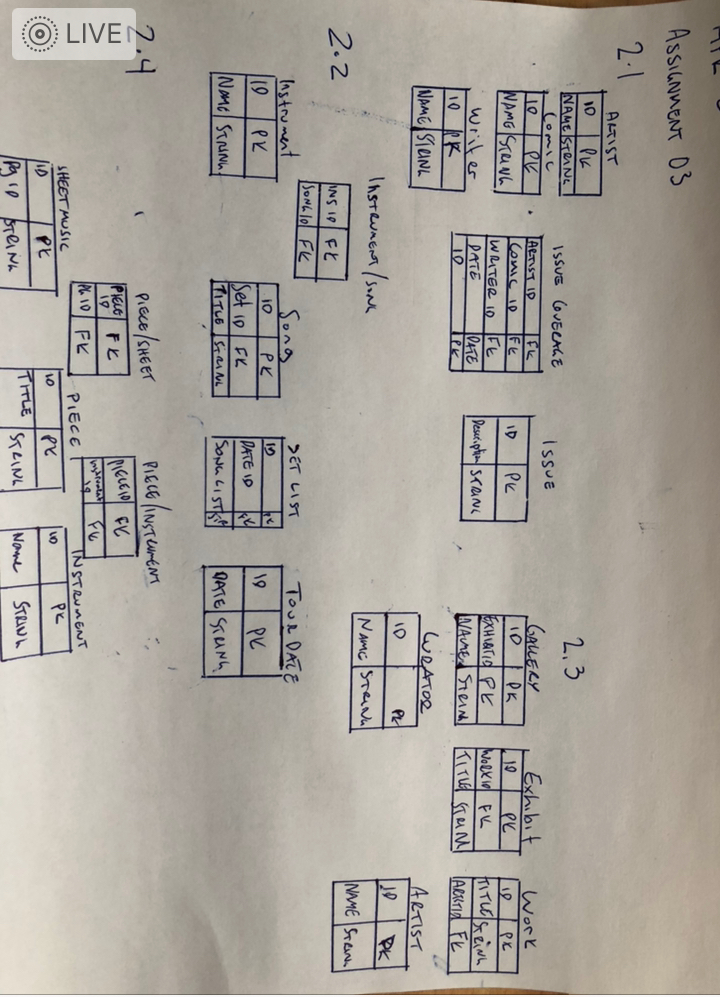 LIVE
ASSIGNMENT 03
2.1
ARTIST
ID PK
NAME STRING
Comic
ID PK
NAME STRING
Writer
ID PK
NAME STRING
ISSUE COVERAGE
ARTIST ID FK
Comic ID FK
WRITER ID FK
DATE DATE
ID PK
ISSUE
ID PK
Description STRING
2.3
GALLERY
ID PK
EXHIBIT ID FK
NAME STRING
Exhibit
ID PK
WORK ID FK
TITLE STRING
Work
ID PK
TITLE STRING
ARTIST ID FK
CURATOR
ID PK
NAME STRING
ARTIST
ID PK
NAME STRING
2.2
Instrument
ID PK
NAME STRING
Instrument/SONG
INS ID FK
SONG ID FK
Song
ID PK
Set ID FK
TITLE STRING
SET LIST
ID PK
DATE ID FK
SONG LIST
TOUR DATE
ID PK
DATE STRING
2.4
SHEET MUSIC
ID PK
Pg ID STRING
PIECE/SHEET
PIECE ID FK
PG ID FK
PIECE
ID PK
TITLE STRING
PIECE/INSTRUMENT
PIECE ID FK
Instrument ID FK
INSTRUMENT
ID PK
Name STRING